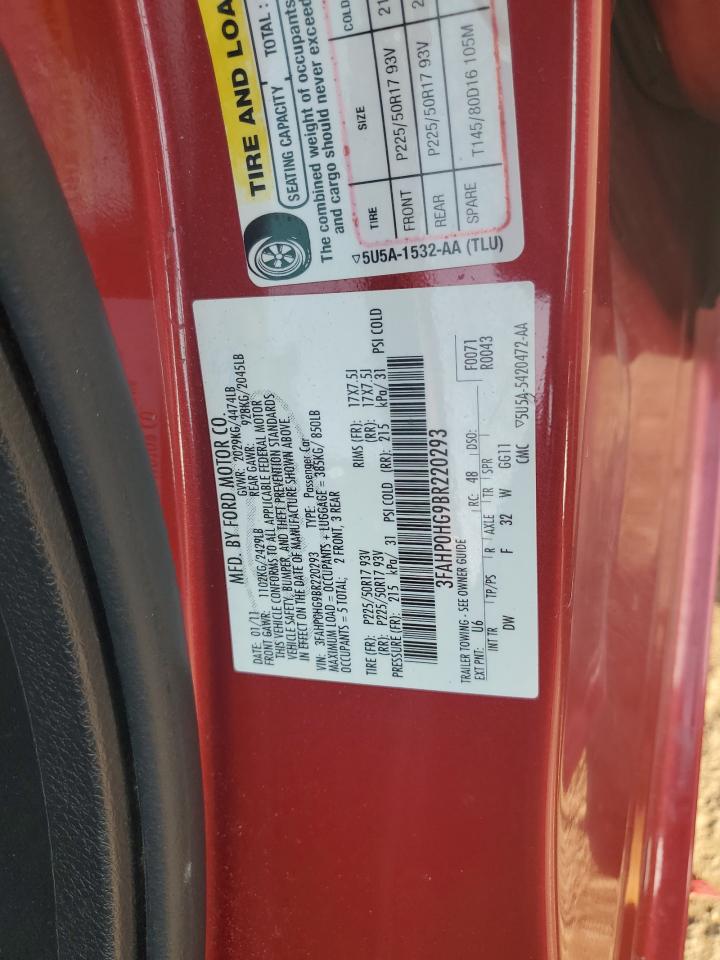 TIRE AND LOA
SEATING CAPACITY TOTAL :
The combined weight of occupants
and cargo should never exceed
TIRE SIZE COLD
FRONT P225/50R17 93V 21
REAR P225/50R17 93V 2
SPARE T145/80D16 105M
5U5A-1532-AA (TLU)
MFD. BY FORD MOTOR CO.
DATE: 01/11 GVWR: 2029KG/4474LB
FRONT GAWR: 1102KG/2429LB REAR GAWR: 928KG/2045LB
THIS VEHICLE CONFORMS TO ALL APPLICABLE FEDERAL MOTOR
VEHICLE SAFETY, BUMPER, AND THEFT PREVENTION STANDARDS
IN EFFECT ON THE DATE OF MANUFACTURE SHOWN ABOVE.
VIN: 3FAHP0HG9BR220293 TYPE: Passenger Car
MAXIMUM LOAD = OCCUPANTS + LUGGAGE = 385KG/ 850LB
OCCUPANTS = 5 TOTAL; 2 FRONT, 3 REAR
TIRE (FR): P225/50R17 93V RIMS (FR): 17X7.5J
(RR): P225/50R17 93V (RR): 17X7.5J
PRESSURE (FR): 215 kPa/ 31 PSI COLD (RR): 215 kPa/ 31 PSI COLD
3FAHP0HG9BR220293
TRAILER TOWING - SEE OWNER GUIDE F0071
EXT PNT: U6 RC: 48 DSO: R0043
INT TR TP/PS R AXLE TR SPR
DW F 32 W GG11
CMC 5U5A-5420472-AA